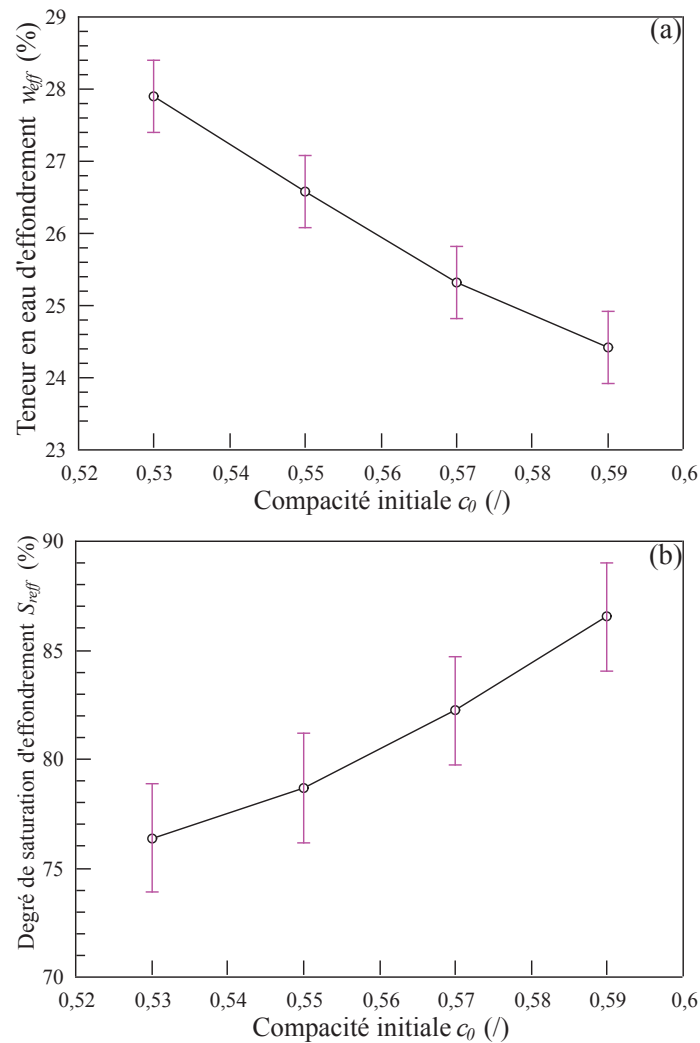 (a)
Teneur en eau d'effondrement w_eff (%)
29
28
27
26
25
24
23
0,52 0,53 0,54 0,55 0,56 0,57 0,58 0,59 0,6
Compacité initiale c_0 (/)
(b)
Degré de saturation d'effondrement S_reff (%)
90
85
80
75
70
0,52 0,53 0,54 0,55 0,56 0,57 0,58 0,59 0,6
Compacité initiale c_0 (/)